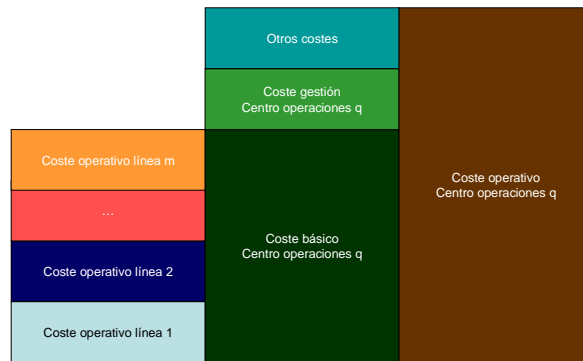 Otros costes
Coste gestión
Centro operaciones q
Coste operativo línea m
...
Coste operativo línea 2
Coste operativo línea 1
Coste básico
Centro operaciones q
Coste operativo
Centro operaciones q